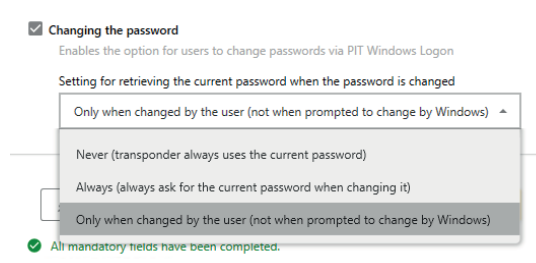 Changing the password
Enables the option for users to change passwords via PIT Windows Logon
Setting for retrieving the current password when the password is changed
Only when changed by the user (not when prompted to change by Windows)
Never (transponder always uses the current password)
Always (always ask for the current password when changing it)
Only when changed by the user (not when prompted to change by Windows)
All mandatory fields have been completed.